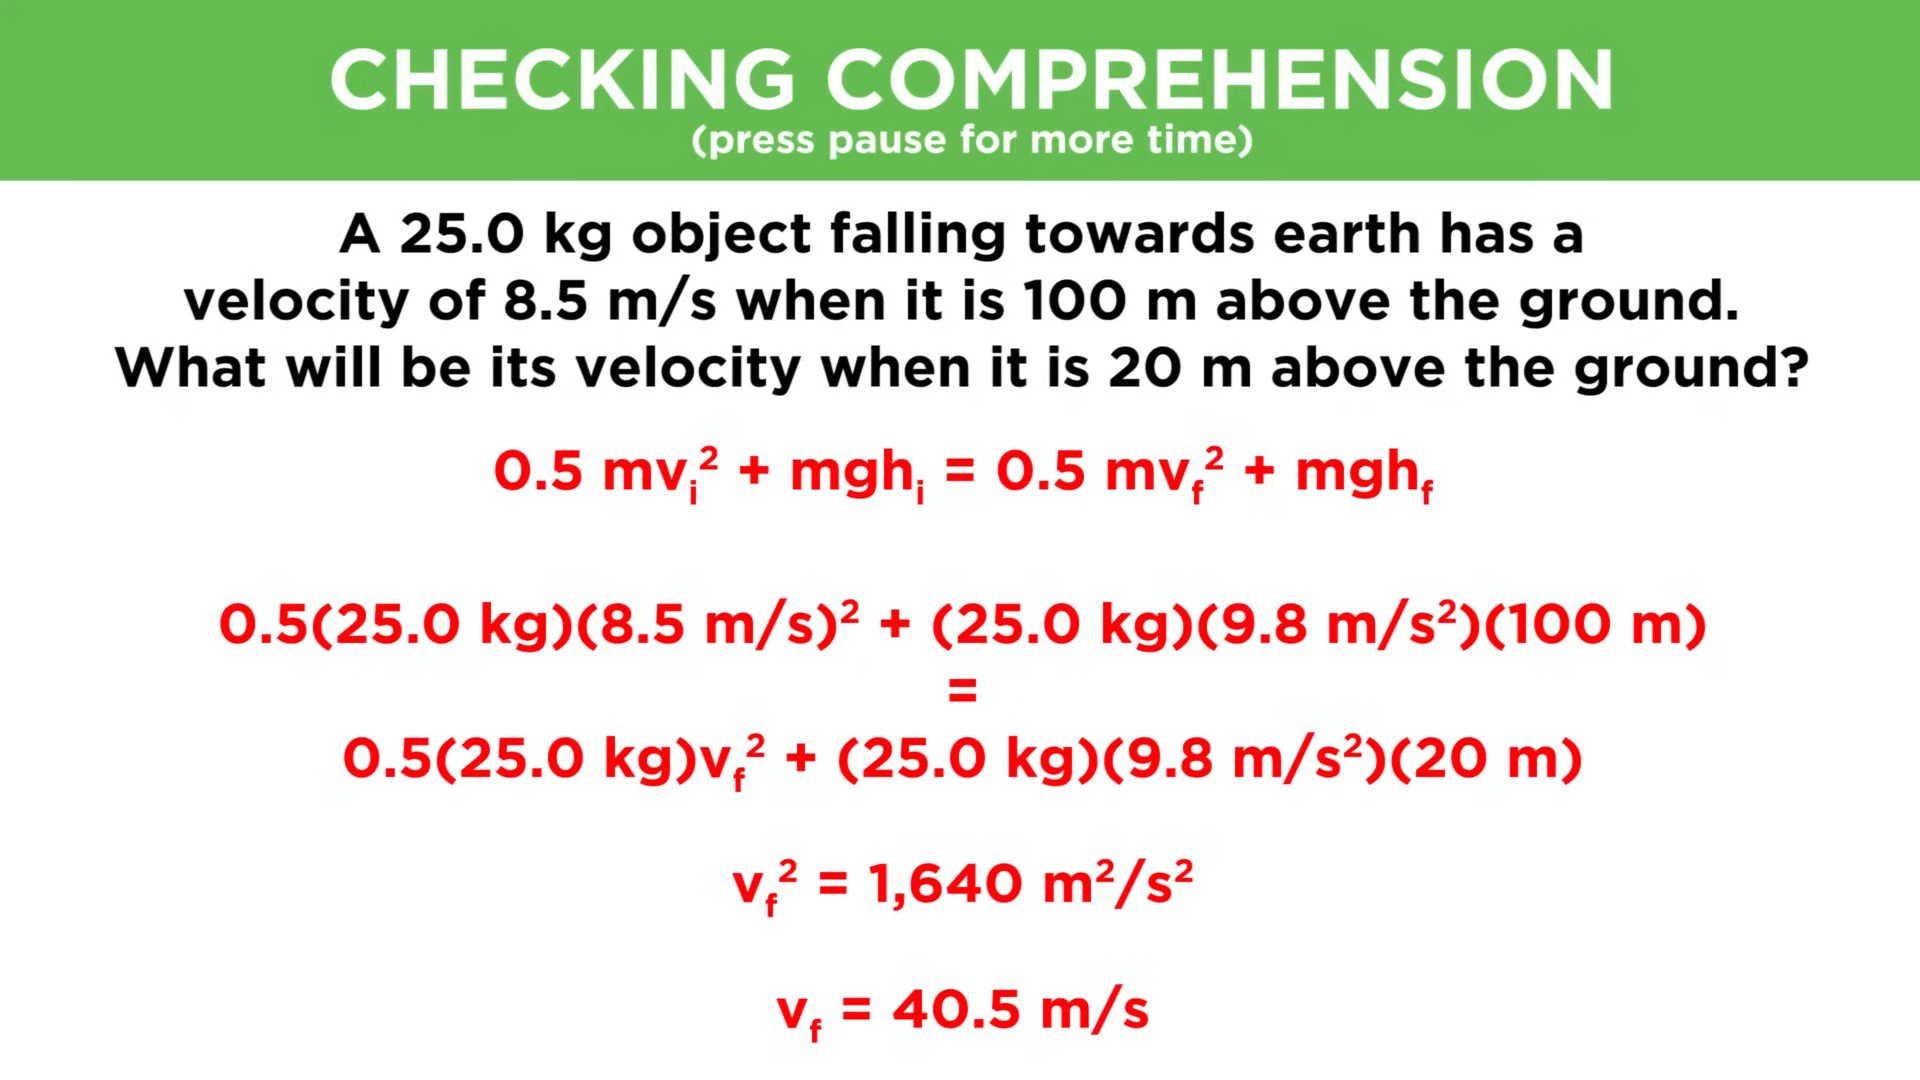 CHECKING COMPREHENSION
(press pause for more time)
A 25.0 kg object falling towards earth has a
velocity of 8.5 m/s when it is 100 m above the ground.
What will be its velocity when it is 20 m above the ground?
0.5 mvᵢ² + mghᵢ = 0.5 mv_f² + mgh_f
0.5(25.0 kg)(8.5 m/s)² + (25.0 kg)(9.8 m/s²)(100 m)
=
0.5(25.0 kg)v_f² + (25.0 kg)(9.8 m/s²)(20 m)
v_f² = 1,640 m²/s²
v_f = 40.5 m/s